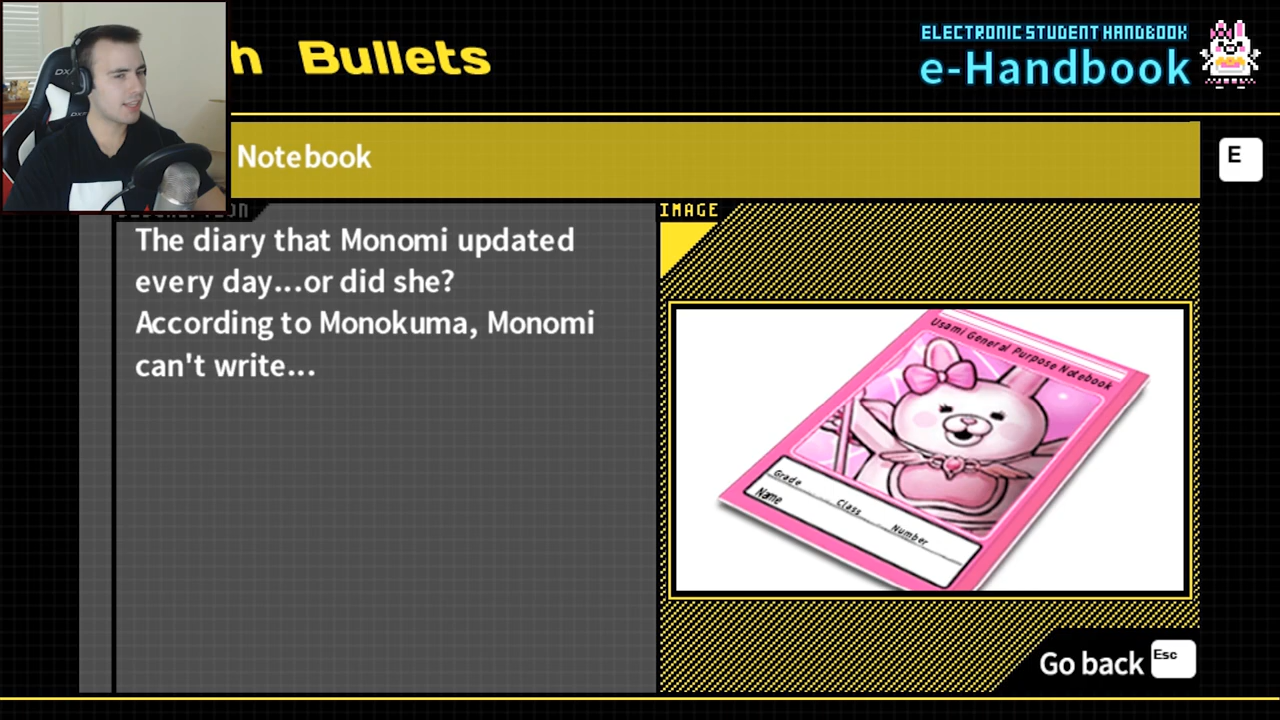 h Bullets
ELECTRONIC STUDENT HANDBOOK
e-Handbook
Notebook
E
IMAGE
The diary that Monomi updated
every day...or did she?
According to Monokuma, Monomi
can't write...
Usami General Purpose Notebook
Grade Class Number
Name
Go back Esc